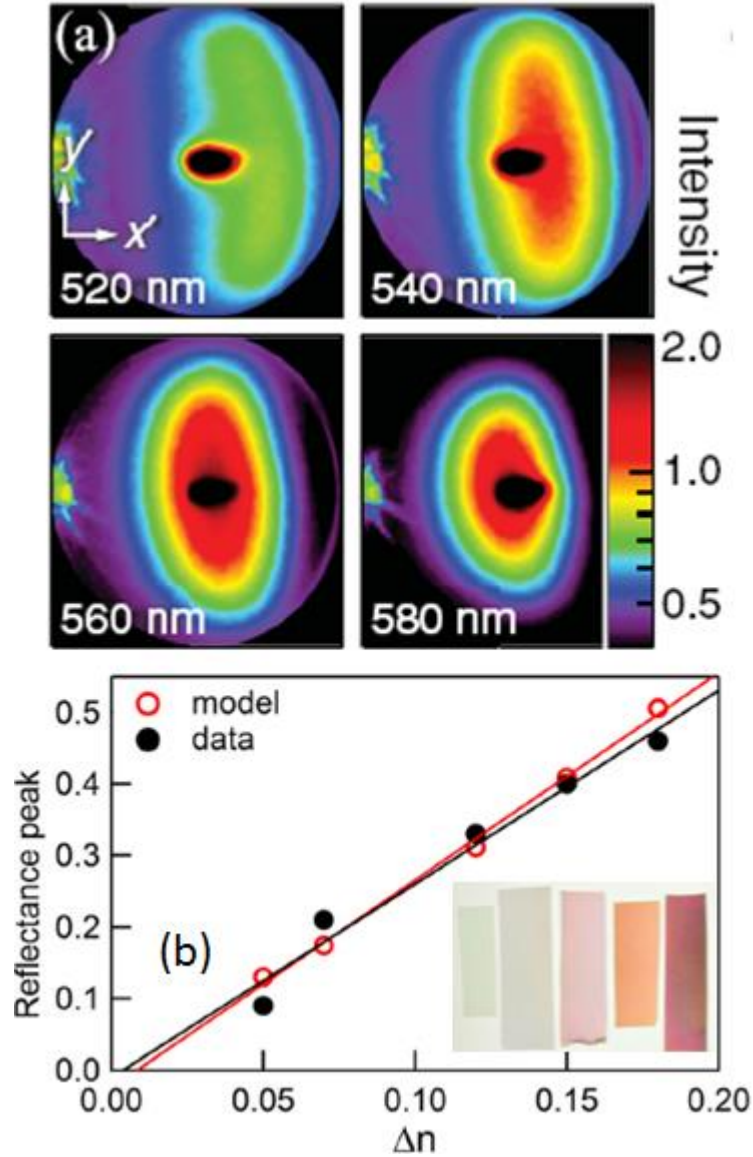 (a)
y'
x'
520 nm
540 nm
Intensity
560 nm
580 nm
2.0
1.0
0.5
model
data
(b)
Reflectance peak
0.5
0.4
0.3
0.2
0.1
0.0
0.00 0.05 0.10 0.15 0.20
Δn